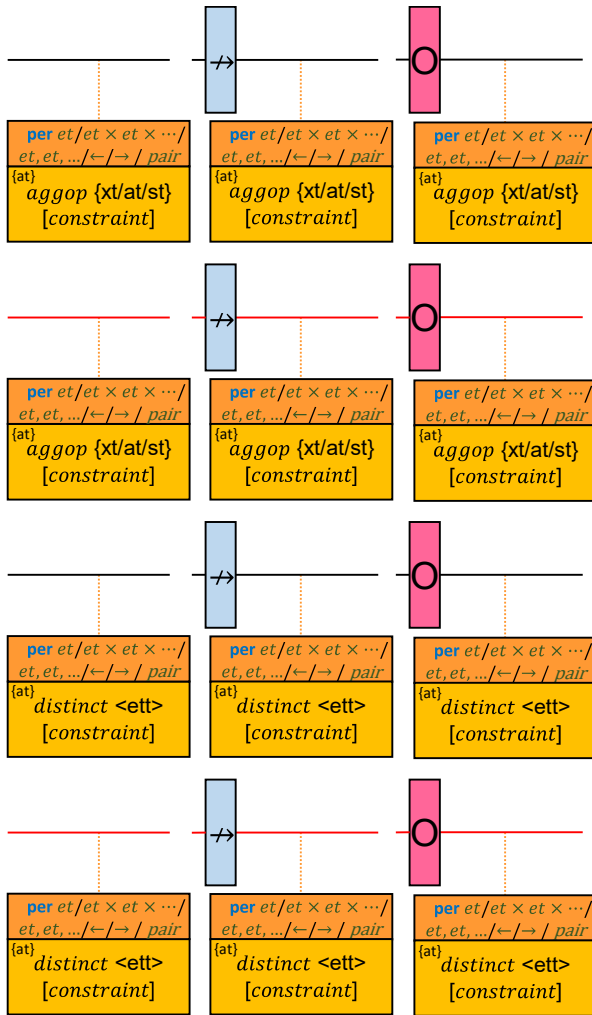 ↛ O
per et/et × et × ⋯/ per et/et × et × ⋯/ per et/et × et × ⋯/
et, et, .../←/→/ pair et, et, .../←/→/ pair et, et, .../←/→/ pair
{at} {at} {at}
aggop {xt/at/st} aggop {xt/at/st} aggop {xt/at/st}
[constraint] [constraint] [constraint]
↛ O
per et/et × et × ⋯/ per et/et × et × ⋯/ per et/et × et × ⋯/
et, et, .../←/→/ pair et, et, .../←/→/ pair et, et, .../←/→/ pair
{at} {at} {at}
aggop {xt/at/st} aggop {xt/at/st} aggop {xt/at/st}
[constraint] [constraint] [constraint]
↛ O
per et/et × et × ⋯/ per et/et × et × ⋯/ per et/et × et × ⋯/
et, et, .../←/→/ pair et, et, .../←/→/ pair et, et, .../←/→/ pair
{at} {at} {at}
distinct <ett> distinct <ett> distinct <ett>
[constraint] [constraint] [constraint]
↛ O
per et/et × et × ⋯/ per et/et × et × ⋯/ per et/et × et × ⋯/
et, et, .../←/→/ pair et, et, .../←/→/ pair et, et, .../←/→/ pair
{at} {at} {at}
distinct <ett> distinct <ett> distinct <ett>
[constraint] [constraint] [constraint]